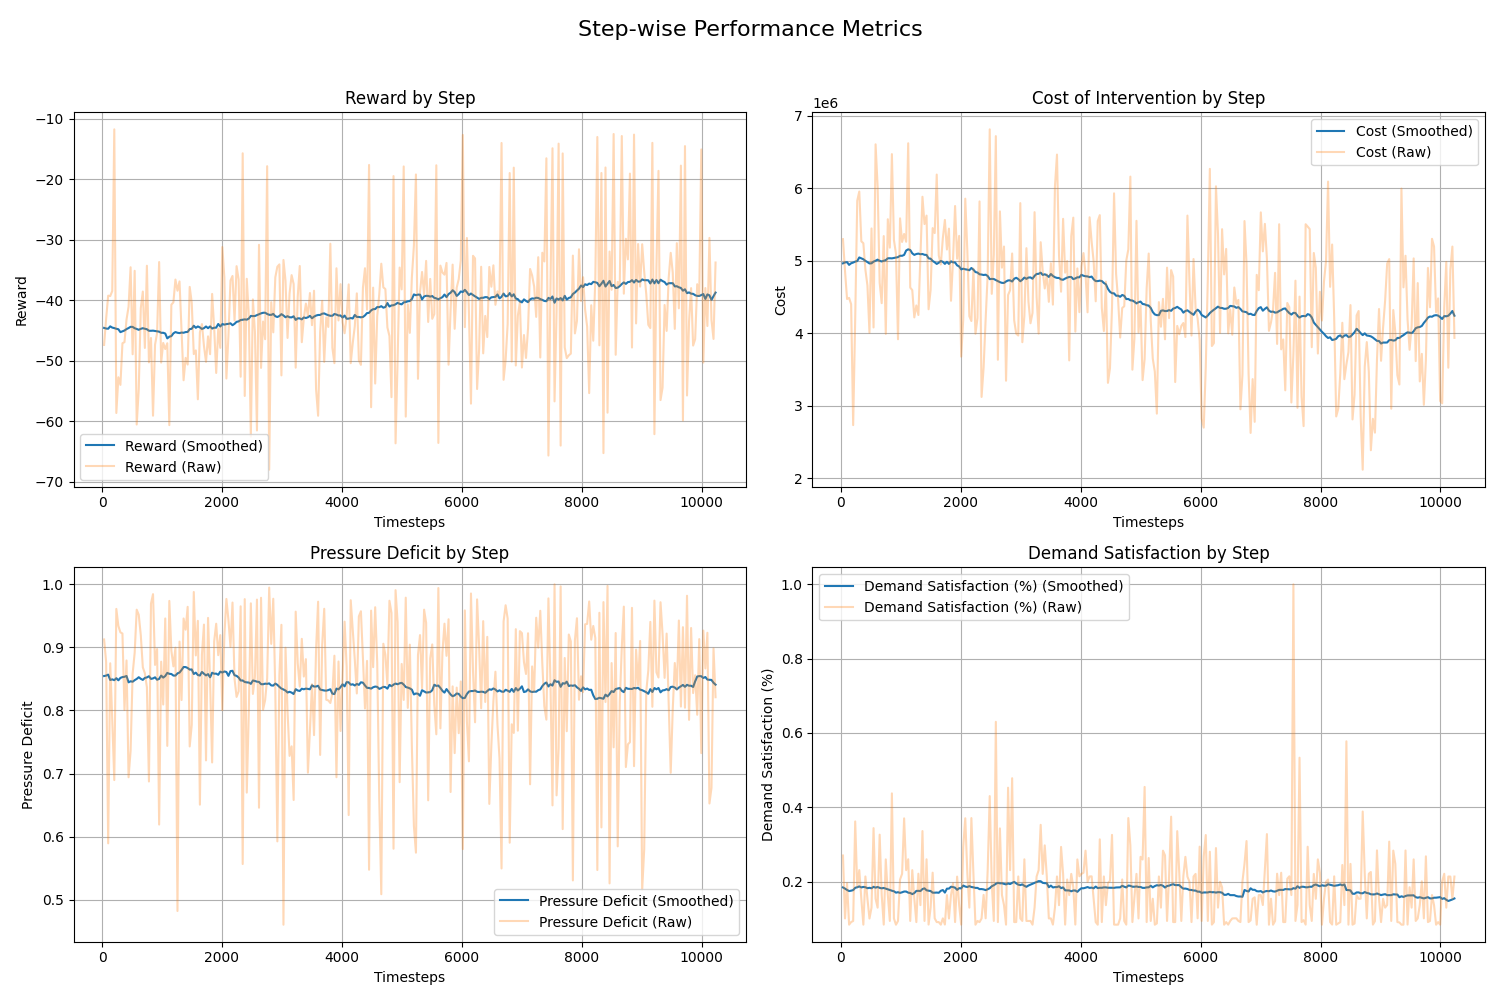 Step-wise Performance Metrics
Reward by Step
−10
−20
−30
−40
−50
−60
−70
Reward
Reward (Smoothed)
Reward (Raw)
0
2000
4000
6000
8000
10000
Timesteps
Cost of Intervention by Step
1e6
7
6
5
4
3
2
Cost
Cost (Smoothed)
Cost (Raw)
0
2000
4000
6000
8000
10000
Timesteps
Pressure Deficit by Step
1.0
0.9
0.8
0.7
0.6
0.5
Pressure Deficit
Pressure Deficit (Smoothed)
Pressure Deficit (Raw)
0
2000
4000
6000
8000
10000
Timesteps
Demand Satisfaction by Step
1.0
0.8
0.6
0.4
0.2
Demand Satisfaction (%)
Demand Satisfaction (%) (Smoothed)
Demand Satisfaction (%) (Raw)
0
2000
4000
6000
8000
10000
Timesteps